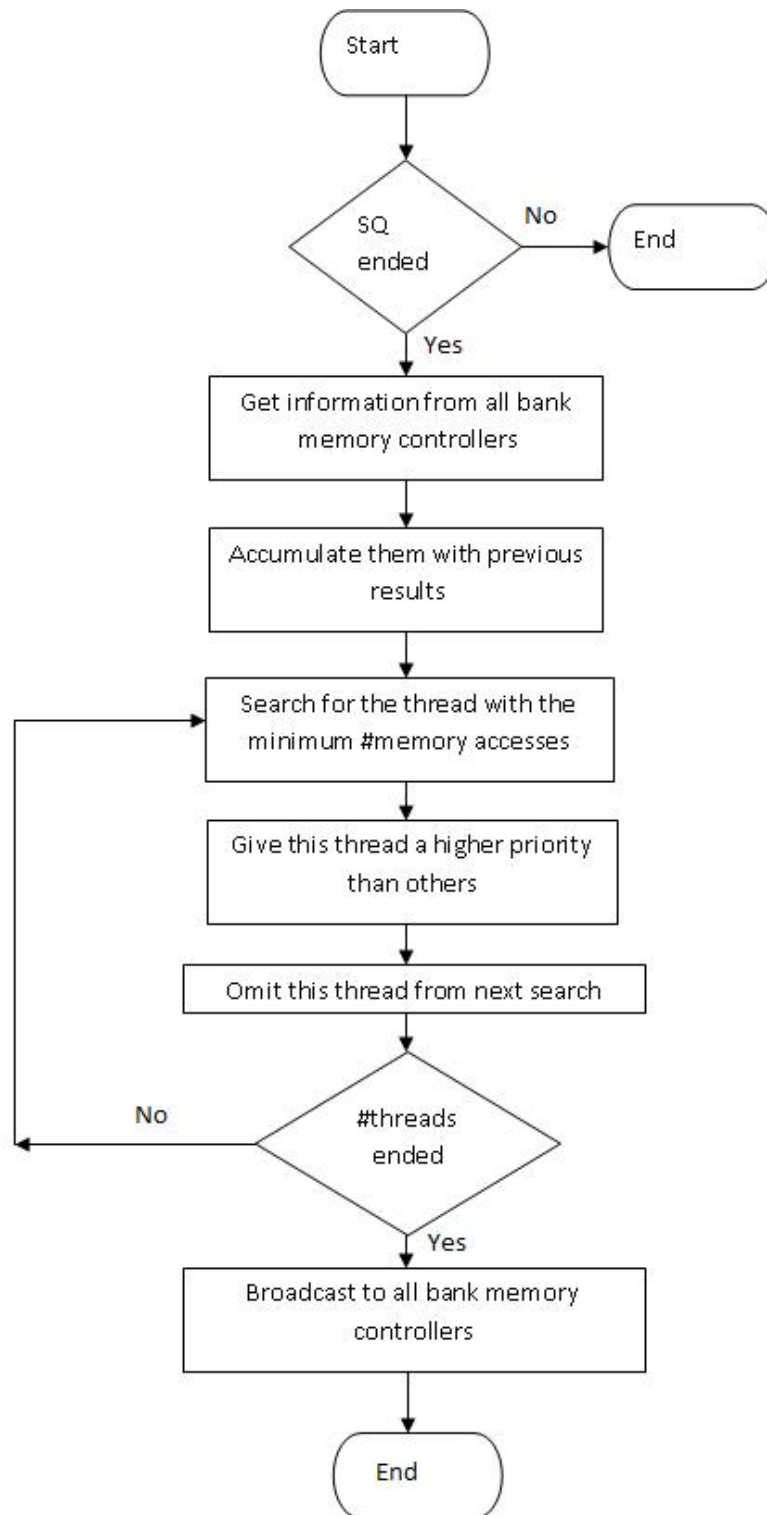 Start
SQ
ended
No
End
Yes
Get information from all bank
memory controllers
Accumulate them with previous
results
Search for the thread with the
minimum #memory accesses
Give this thread a higher priority
than others
Omit this thread from next search
No
#threads
ended
Yes
Broadcast to all bank memory
controllers
End